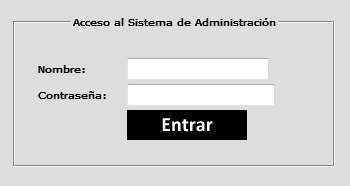 Acceso al Sistema de Administración
Nombre:
Contraseña:
Entrar